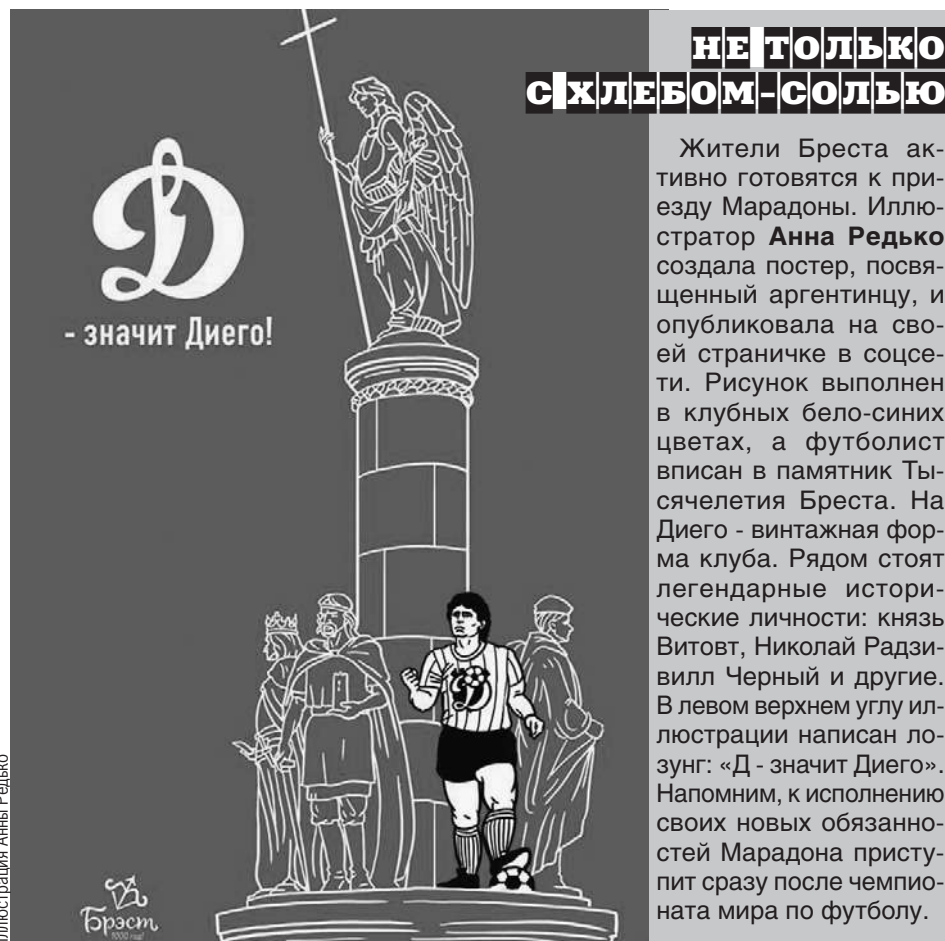 Д
- значит Диего!
Д
Брэст
1000 год!
Иллюстрация Анны Редько
НЕ ТОЛЬКО
С ХЛЕБОМ-СОЛЬЮ
Жители Бреста ак-
тивно готовятся к при-
езду Марадоны. Иллю-
стратор Анна Редько
создала постер, посвя-
щенный аргентинцу, и
опубликовала на сво-
ей страничке в соцсе-
ти. Рисунок выполнен
в клубных бело-синих
цветах, а футболист
вписан в памятник Ты-
сячелетия Бреста. На
Диего - винтажная фор-
ма клуба. Рядом стоят
легендарные истори-
ческие личности: князь
Витовт, Николай Радзи-
вилл Черный и другие.
В левом верхнем углу ил-
люстрации написан ло-
зунг: «Д - значит Диего».
Напомним, к исполнению
своих новых обязанно-
стей Марадона присту-
пит сразу после чемпио-
ната мира по футболу.